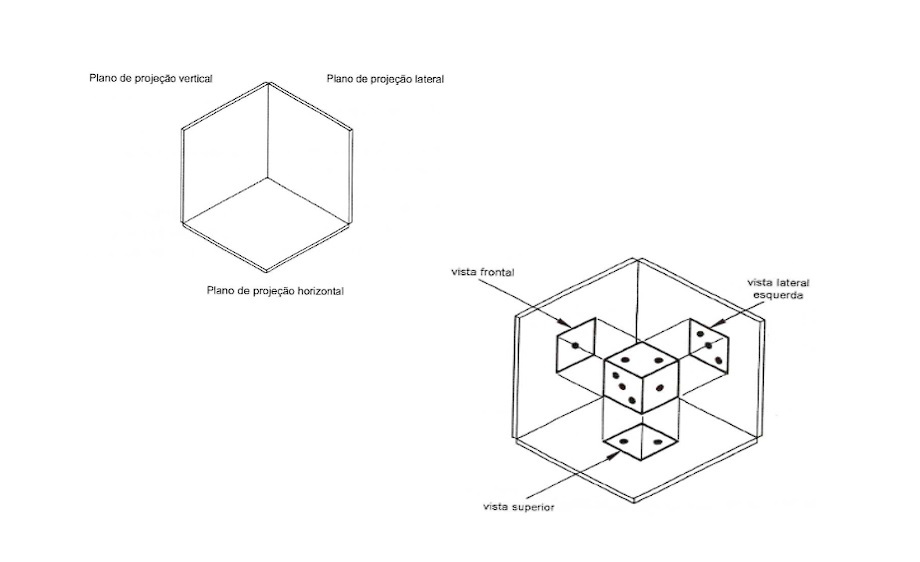 Plano de projeção vertical
Plano de projeção lateral
Plano de projeção horizontal
vista frontal
vista lateral
esquerda
vista superior